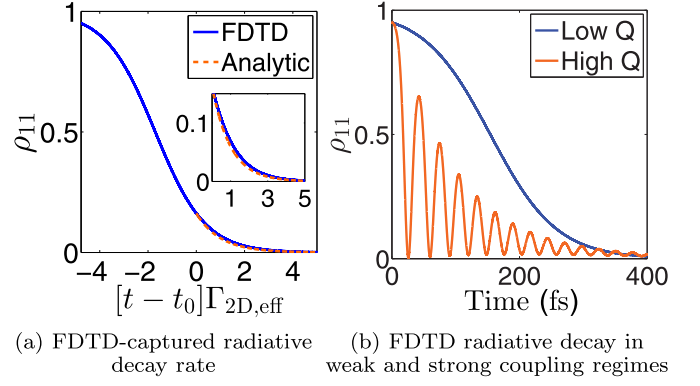 1
0.5
0
ρ₁₁
FDTD
Analytic
0.1
0
1 3 5
−4 −2 0 2 4
[t − t₀]Γ₂D,eff
(a) FDTD-captured radiative
decay rate
1
0.5
0
ρ₁₁
Low Q
High Q
0 200 400
Time (fs)
(b) FDTD radiative decay in
weak and strong coupling regimes